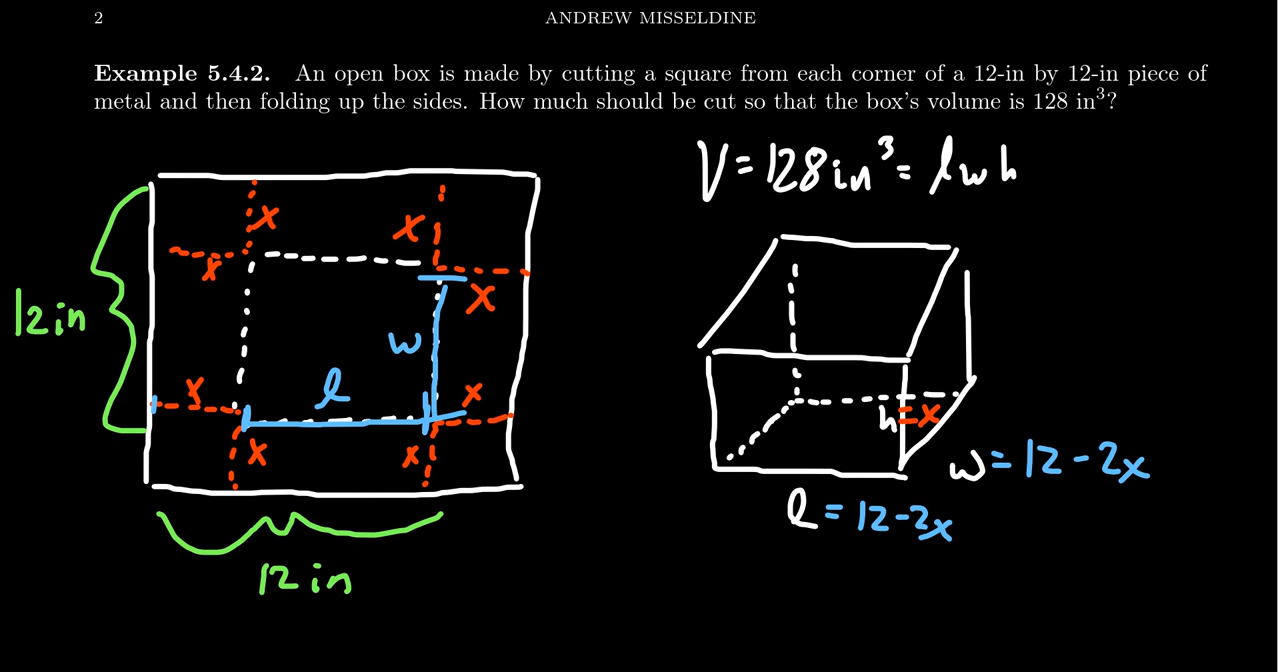 2 ANDREW MISSELDINE
Example 5.4.2. An open box is made by cutting a square from each corner of a 12-in by 12-in piece of
metal and then folding up the sides. How much should be cut so that the box's volume is 128 in³?
V = 128 in³ = l w h
x x
x x
12 in
w
l
x x
x x
h = x
w = 12 - 2x
l = 12 - 2x
12 in